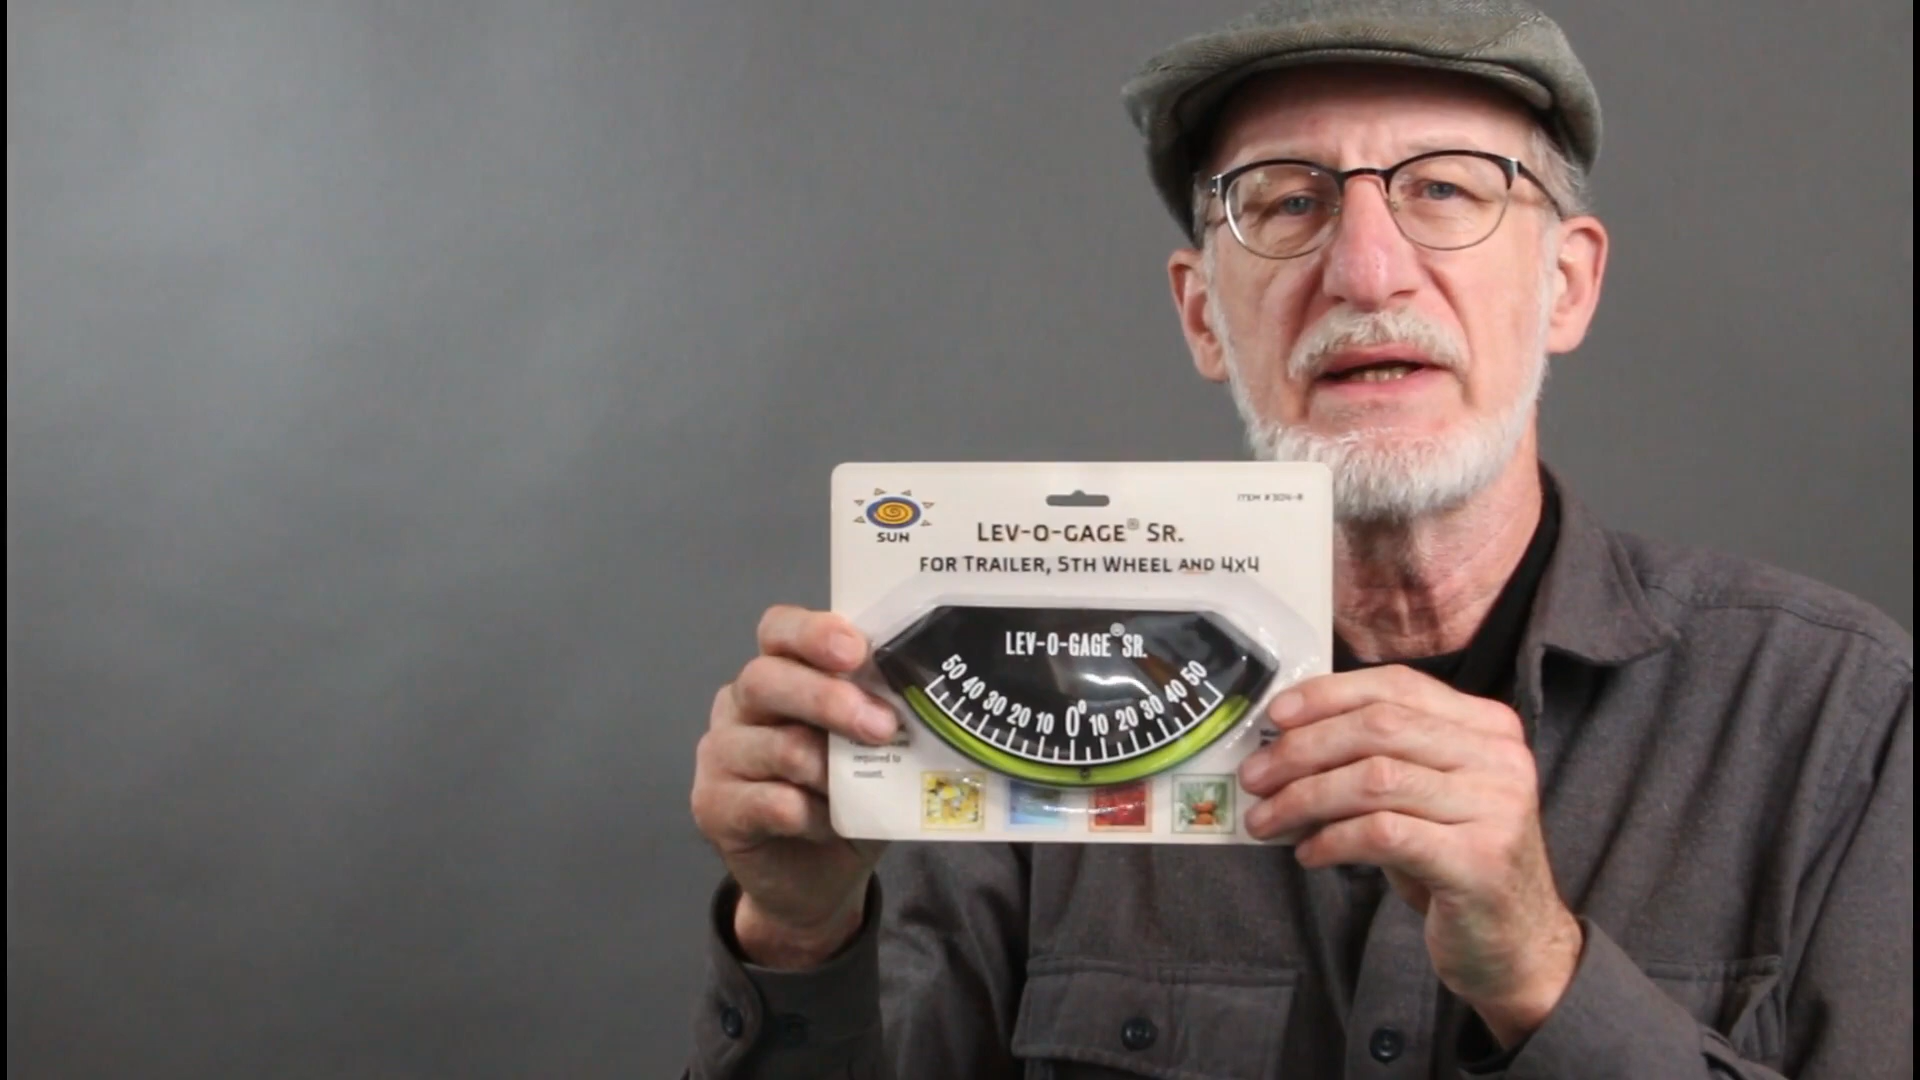 SUN
ITEM #304-R
LEV-O-GAGE® SR.
FOR TRAILER, 5TH WHEEL AND 4X4
LEV-O-GAGE® SR.
50 40 30 20 10 0° 10 20 30 40 50
required to
mount.